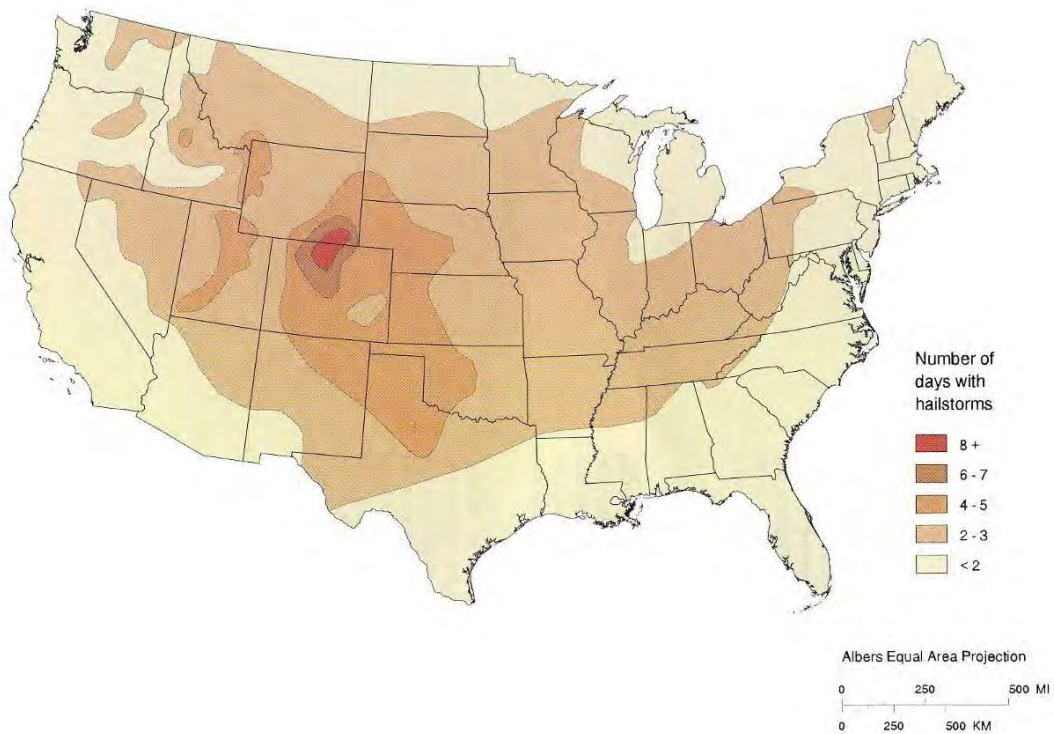 Number of
days with
hailstorms
8 +
6 - 7
4 - 5
2 - 3
< 2
Albers Equal Area Projection
0 250 500 MI
0 250 500 KM